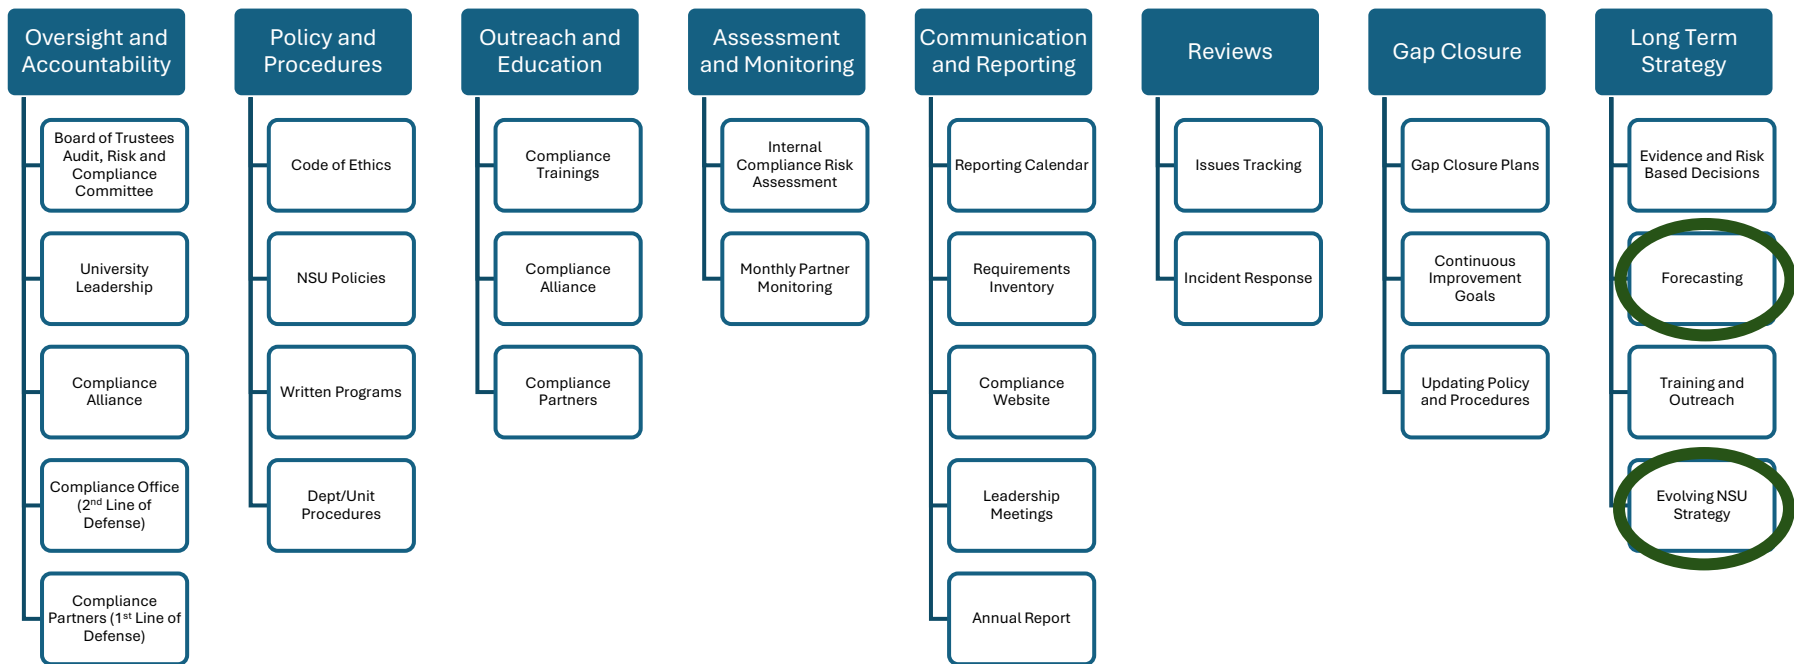 Oversight and
Accountability
Board of Trustees
Audit, Risk and
Compliance
Committee
University
Leadership
Compliance
Alliance
Compliance Office
(2nd Line of
Defense)
Compliance
Partners (1st Line of
Defense)
Policy and
Procedures
Code of Ethics
NSU Policies
Written Programs
Dept/Unit
Procedures
Outreach and
Education
Compliance
Trainings
Compliance
Alliance
Compliance
Partners
Assessment
and Monitoring
Internal
Compliance Risk
Assessment
Monthly Partner
Monitoring
Communication
and Reporting
Reporting Calendar
Requirements
Inventory
Compliance
Website
Leadership
Meetings
Annual Report
Reviews
Issues Tracking
Incident Response
Gap Closure
Gap Closure Plans
Continuous
Improvement
Goals
Updating Policy
and Procedures
Long Term
Strategy
Evidence and Risk
Based Decisions
Forecasting
Training and
Outreach
Evolving NSU
Strategy